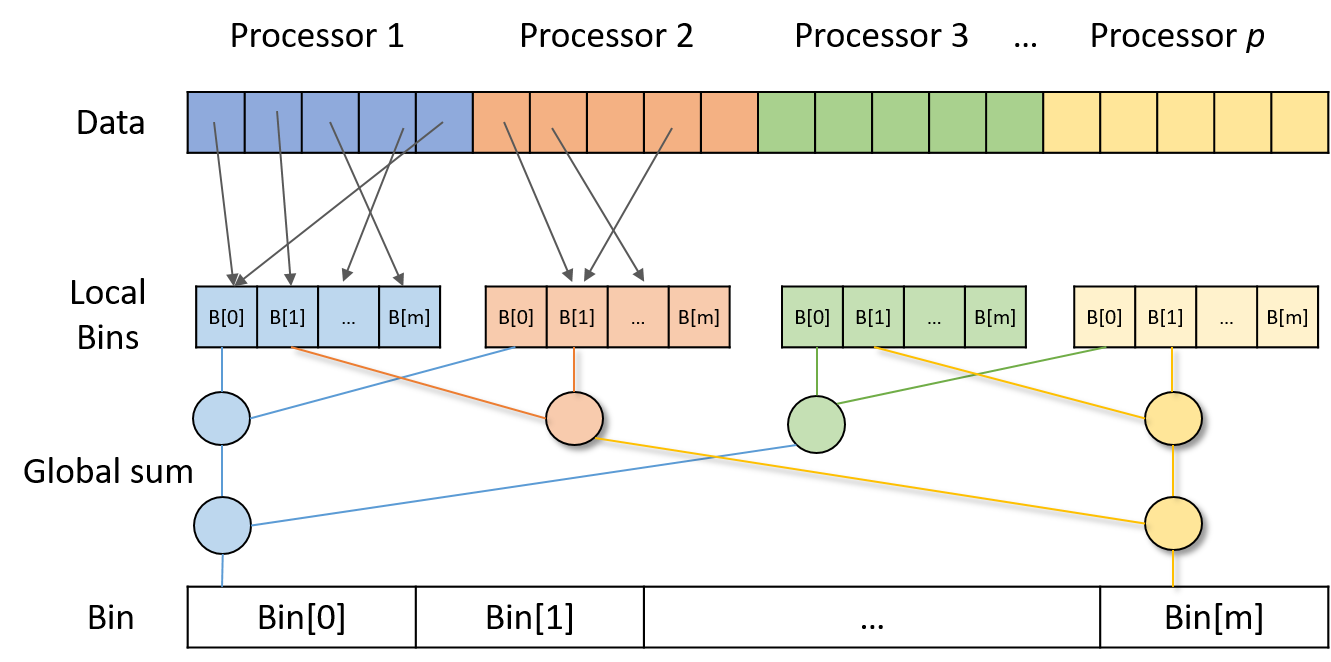 Processor 1 Processor 2 Processor 3 ... Processor p
Data
Local
Bins
B[0] B[1] ... B[m] B[0] B[1] ... B[m] B[0] B[1] ... B[m] B[0] B[1] ... B[m]
Global sum
Bin Bin[0] Bin[1] ... Bin[m]